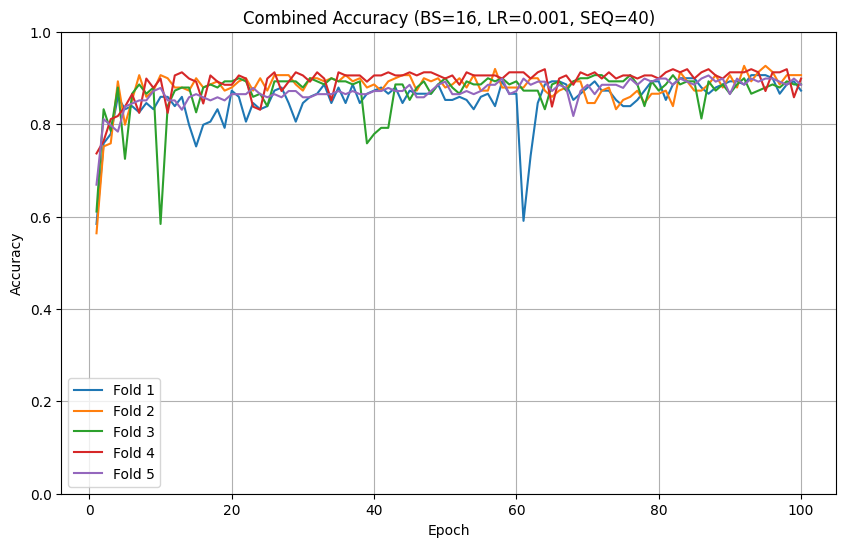 Combined Accuracy (BS=16, LR=0.001, SEQ=40)
Accuracy
1.0
0.8
0.6
0.4
0.2
0.0
Fold 1
Fold 2
Fold 3
Fold 4
Fold 5
0
20
40
60
80
100
Epoch